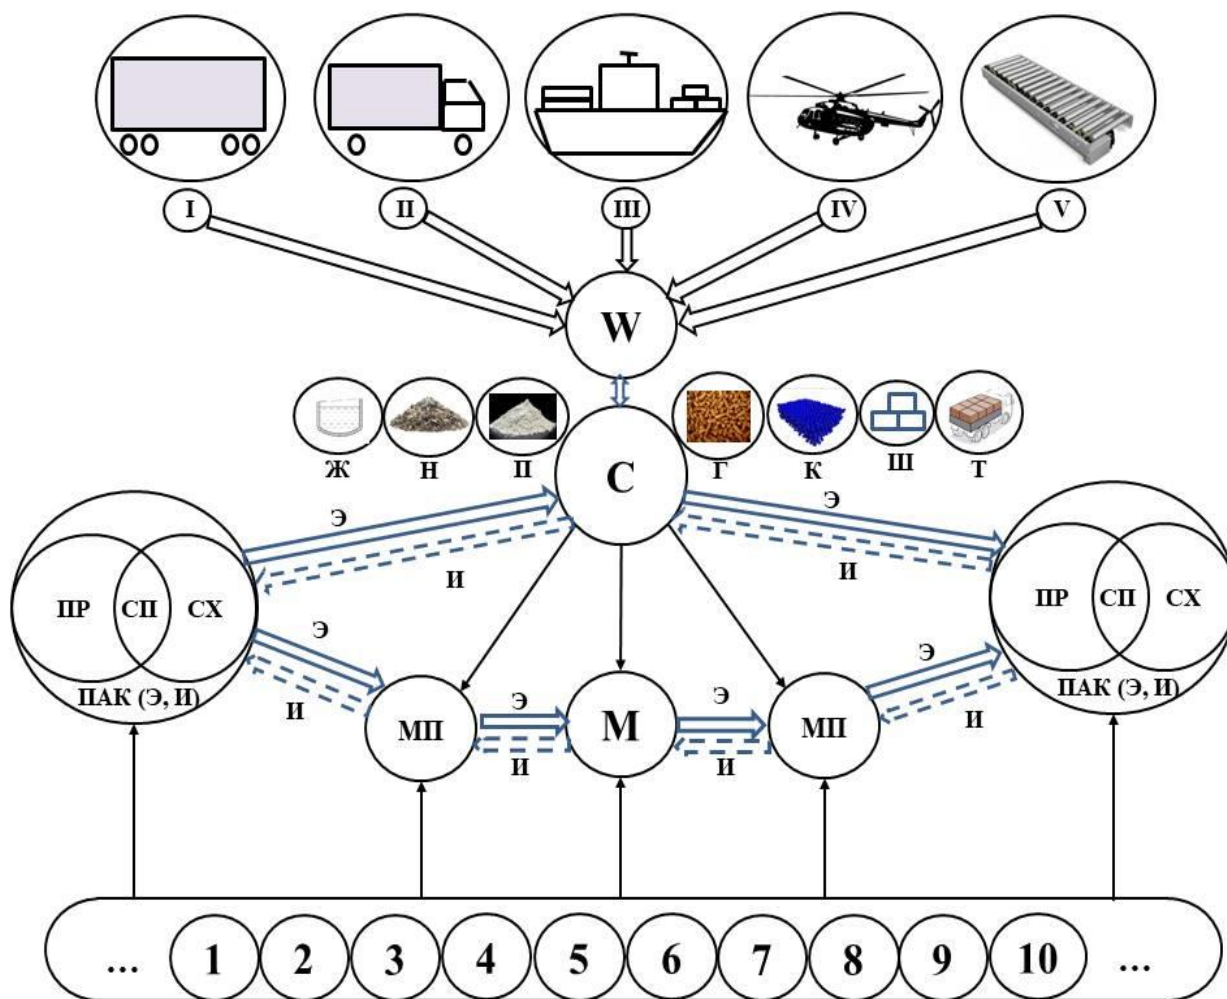 I II III IV V
W
Ж Н П Г К Ш Т
С
Э Э
И И
ПР СП СХ ПР СП СХ
Э Э
ПАК (Э, И) ПАК (Э, И)
И Э Э И
МП М МП
И И
... 1 2 3 4 5 6 7 8 9 10 ...